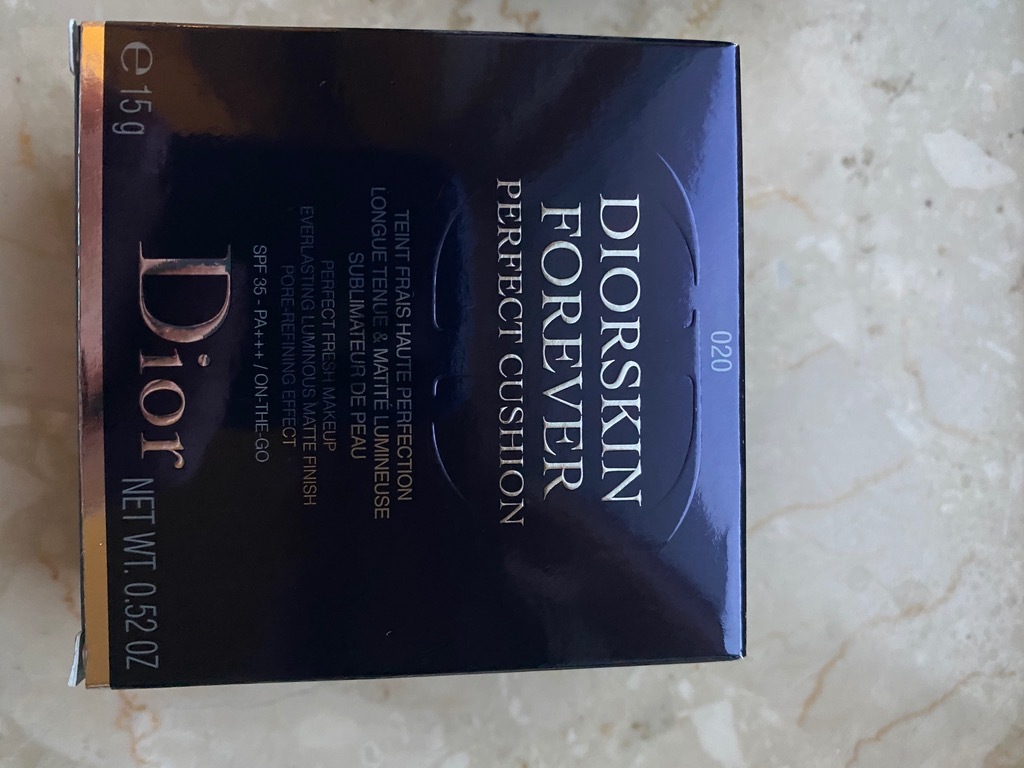 020
DIORSKIN
FOREVER
PERFECT CUSHION
TEINT FRAIS HAUTE PERFECTION
LONGUE TENUE & MATITÉ LUMINEUSE
SUBLIMATEUR DE PEAU
PERFECT FRESH MAKEUP
EVERLASTING LUMINOUS MATTE FINISH
PORE-REFINING EFFECT
SPF 35 - PA+++ / ON-THE-GO
Dior
e 15 g
NET WT. 0.52 OZ